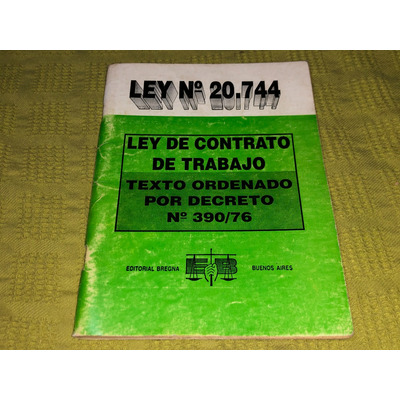 LEY Nº 20.744
LEY DE CONTRATO
DE TRABAJO
TEXTO ORDENADO
POR DECRETO
Nº 390/76
EDITORIAL BREGNA EB BUENOS AIRES